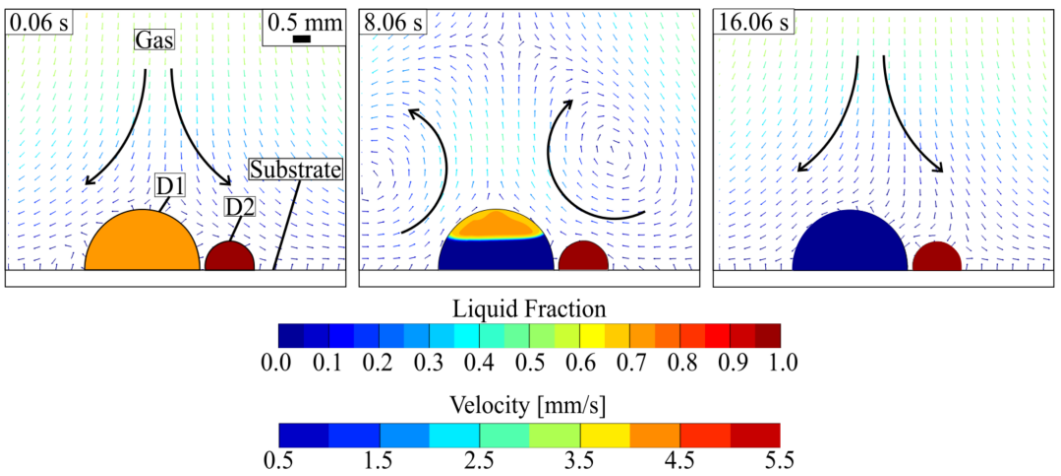 0.06 s
0.5 mm
8.06 s
16.06 s
Gas
Substrate
D1
D2
Liquid Fraction
0.0 0.1 0.2 0.3 0.4 0.5 0.6 0.7 0.8 0.9 1.0
Velocity [mm/s]
0.5 1.5 2.5 3.5 4.5 5.5